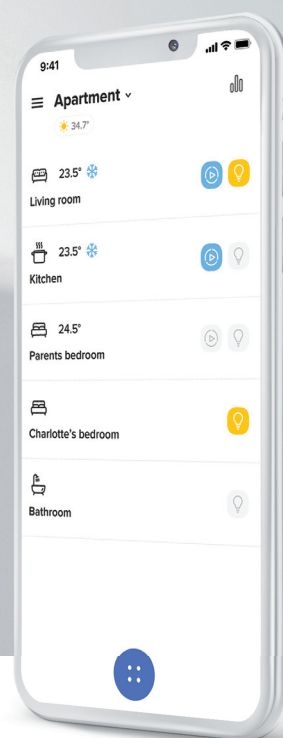 9:41
Apartment
34.7°
23.5°
Living room
23.5°
Kitchen
24.5°
Parents bedroom
Charlotte's bedroom
Bathroom